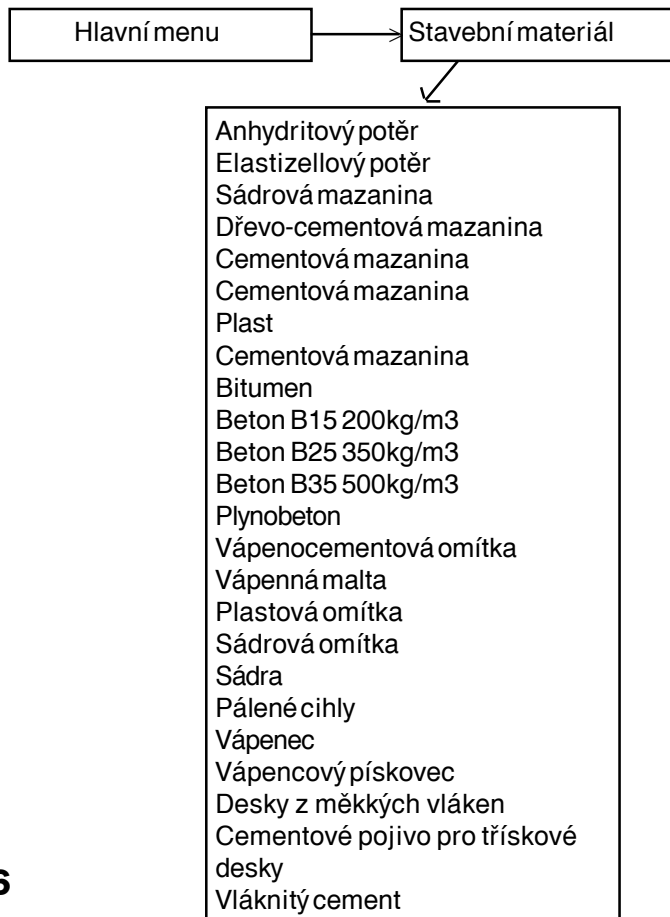 Hlavní menu
Stavební materiál
Anhydritový potěr
Elastizellový potěr
Sádrová mazanina
Dřevo-cementová mazanina
Cementová mazanina
Cementová mazanina
Plast
Cementová mazanina
Bitumen
Beton B15 200kg/m3
Beton B25 350kg/m3
Beton B35 500kg/m3
Plynobeton
Vápenocementová omítka
Vápenná malta
Plastová omítka
Sádrová omítka
Sádra
Pálené cihly
Vápenec
Vápencový pískovec
Desky z měkkých vláken
Cementové pojivo pro třískové
desky
Vláknitý cement
6